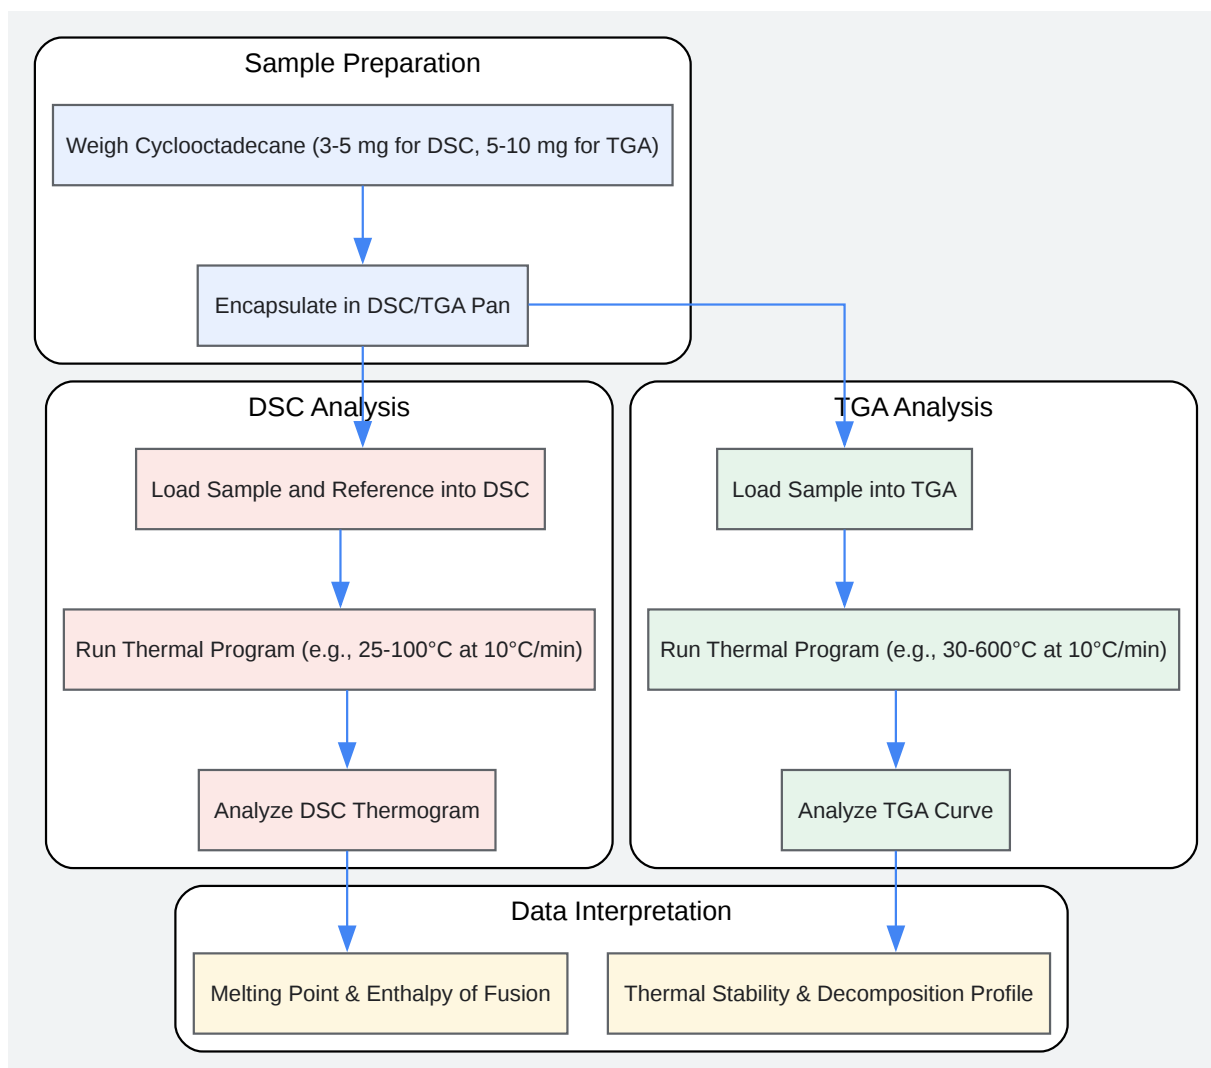 Sample Preparation
Weigh Cyclooctadecane (3-5 mg for DSC, 5-10 mg for TGA)
Encapsulate in DSC/TGA Pan
DSC Analysis
Load Sample and Reference into DSC
Run Thermal Program (e.g., 25-100°C at 10°C/min)
Analyze DSC Thermogram
TGA Analysis
Load Sample into TGA
Run Thermal Program (e.g., 30-600°C at 10°C/min)
Analyze TGA Curve
Data Interpretation
Melting Point & Enthalpy of Fusion
Thermal Stability & Decomposition Profile